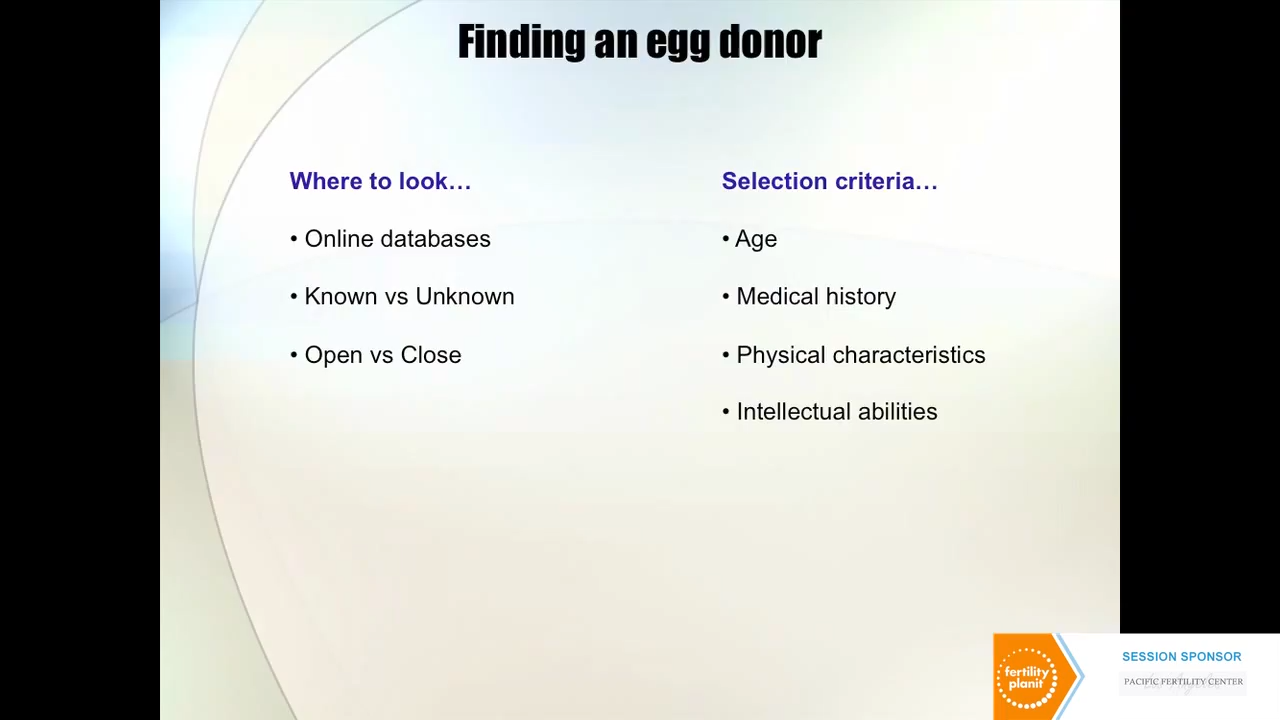 Finding an egg donor
Where to look…
• Online databases
• Known vs Unknown
• Open vs Close
Selection criteria…
• Age
• Medical history
• Physical characteristics
• Intellectual abilities
fertility
planit
SESSION SPONSOR
PACIFIC FERTILITY CENTER